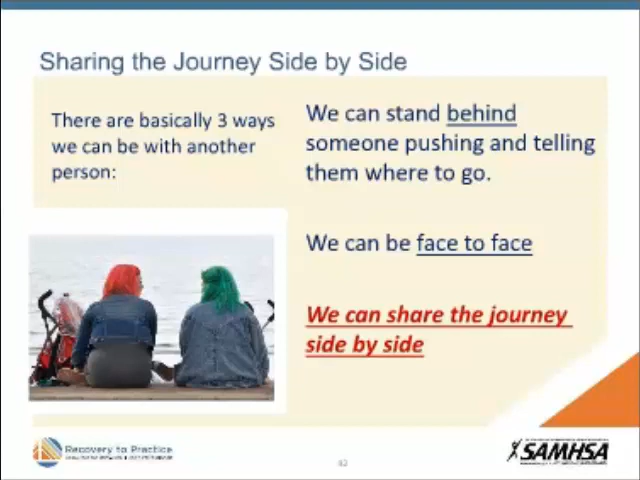 Sharing the Journey Side by Side
There are basically 3 ways
we can be with another
person:
We can stand behind
someone pushing and telling
them where to go.
We can be face to face
We can share the journey
side by side
Recovery to Practice
SAMHSA